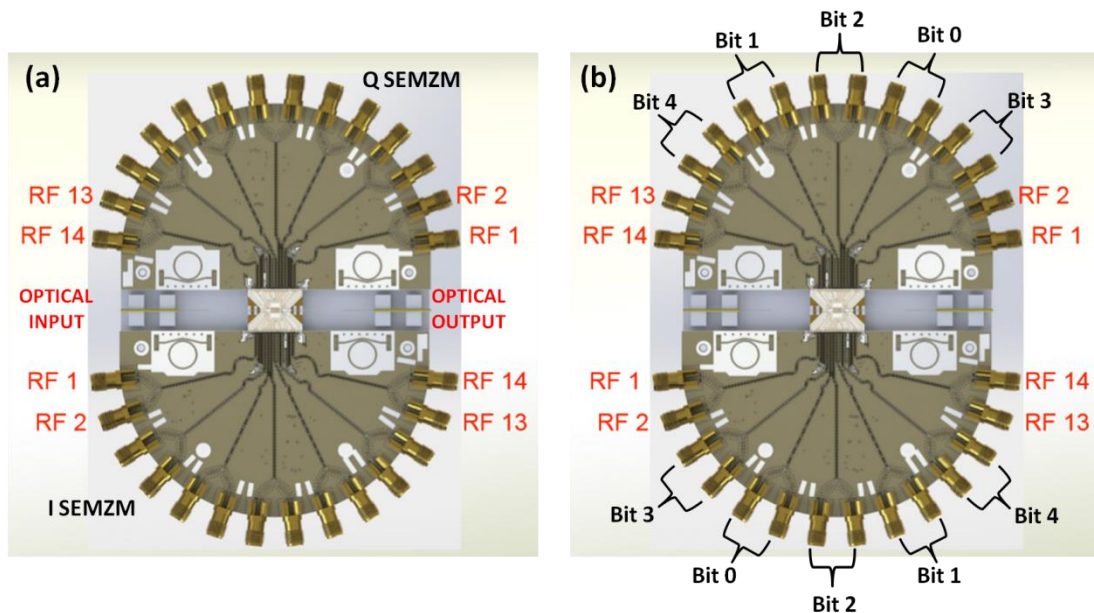 (a)
Q SEMZM
RF 13
RF 2
RF 14
RF 1
OPTICAL
INPUT
OPTICAL
OUTPUT
RF 1
RF 14
RF 2
RF 13
I SEMZM
(b)
Bit 2
Bit 1
Bit 0
Bit 4
Bit 3
RF 13
RF 2
RF 14
RF 1
RF 1
RF 14
RF 2
RF 13
Bit 3
Bit 4
Bit 0
Bit 1
Bit 2